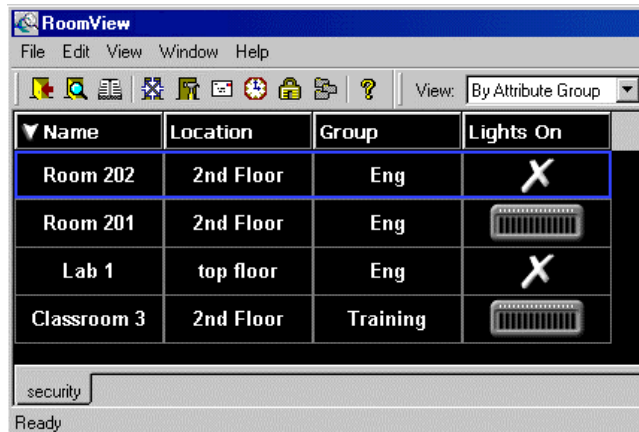 RoomView
File Edit View Window Help
View: By Attribute Group
Name Location Group Lights On
Room 202 2nd Floor Eng
Room 201 2nd Floor Eng
Lab 1 top floor Eng
Classroom 3 2nd Floor Training
security
Ready